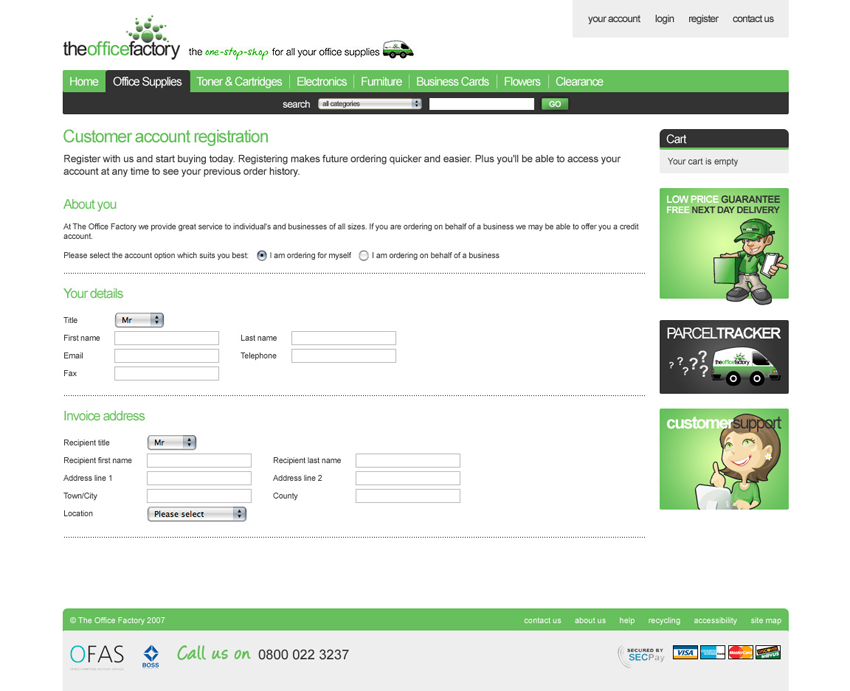 your account login register contact us
theofficefactory the one-stop-shop for all your office supplies
Home Office Supplies Toner & Cartridges Electronics Furniture Business Cards Flowers Clearance
search all categories GO
Customer account registration
Register with us and start buying today. Registering makes future ordering quicker and easier. Plus you'll be able to access your
account at any time to see your previous order history.
About you
At The Office Factory we provide great service to individual's and businesses of all sizes. If you are ordering on behalf of a business we may be able to offer you a credit
account.
Please select the account option which suits you best: I am ordering for myself I am ordering on behalf of a business
Your details
Title Mr
First name Last name
Email Telephone
Fax
Invoice address
Recipient title Mr
Recipient first name Recipient last name
Address line 1 Address line 2
Town/City County
Location Please select
Cart
Your cart is empty
LOW PRICE GUARANTEE
FREE NEXT DAY DELIVERY
PARCELTRACKER
? ? ? ? ? ?
theofficefactory
customersupport
© The Office Factory 2007 contact us about us help recycling accessibility site map
OFAS BOSS Call us on 0800 022 3237 SECURED BY
SECPay VISA MasterCard